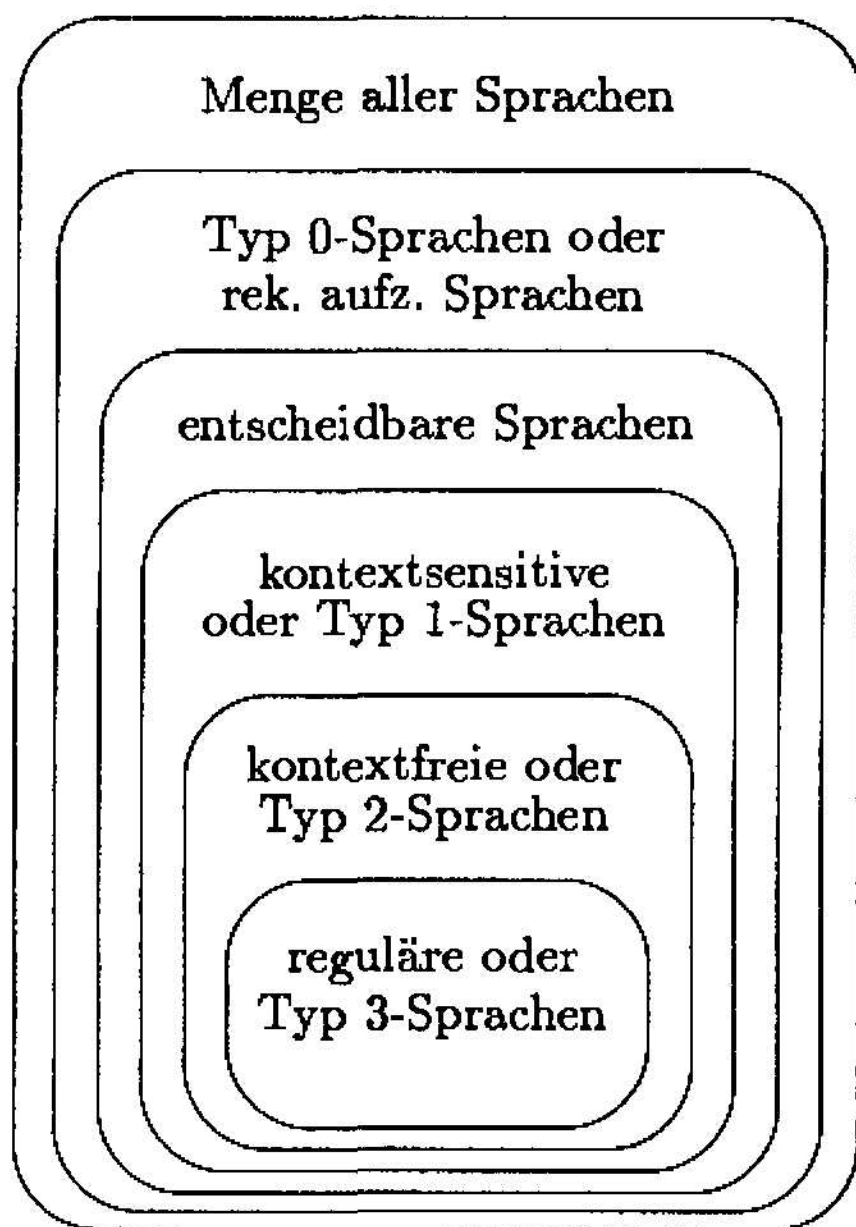 Menge aller Sprachen
Typ 0-Sprachen oder
rek. aufz. Sprachen
entscheidbare Sprachen
kontextsensitive
oder Typ 1-Sprachen
kontextfreie oder
Typ 2-Sprachen
reguläre oder
Typ 3-Sprachen